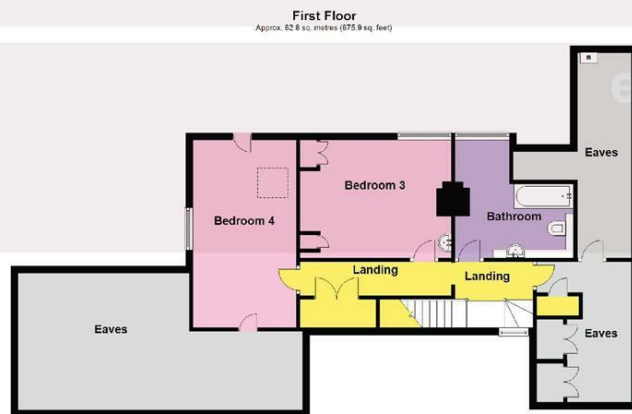 First Floor
Approx. 62.8 sq. metres (675.9 sq. feet)
Eaves
Bedroom 3
Bedroom 4
Bathroom
Landing
Landing
Eaves
Eaves